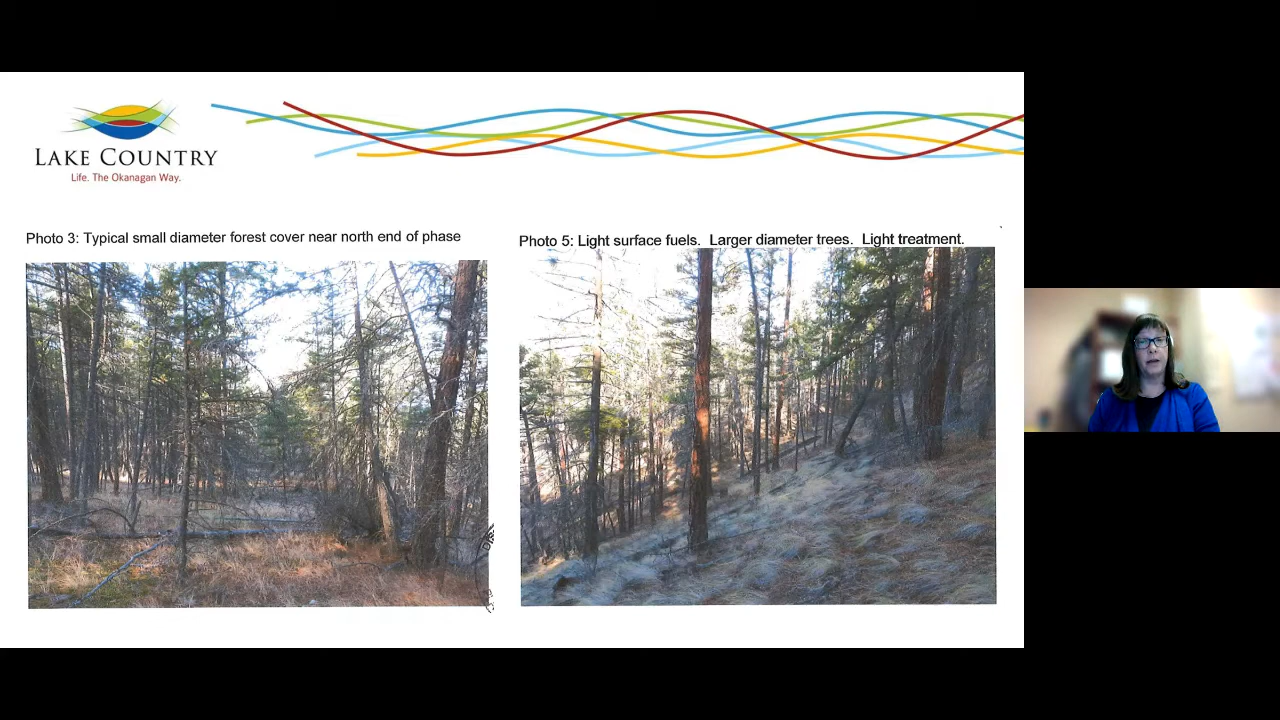 LAKE COUNTRY
Life. The Okanagan Way.
Photo 3: Typical small diameter forest cover near north end of phase
Photo 5: Light surface fuels. Larger diameter trees. Light treatment.